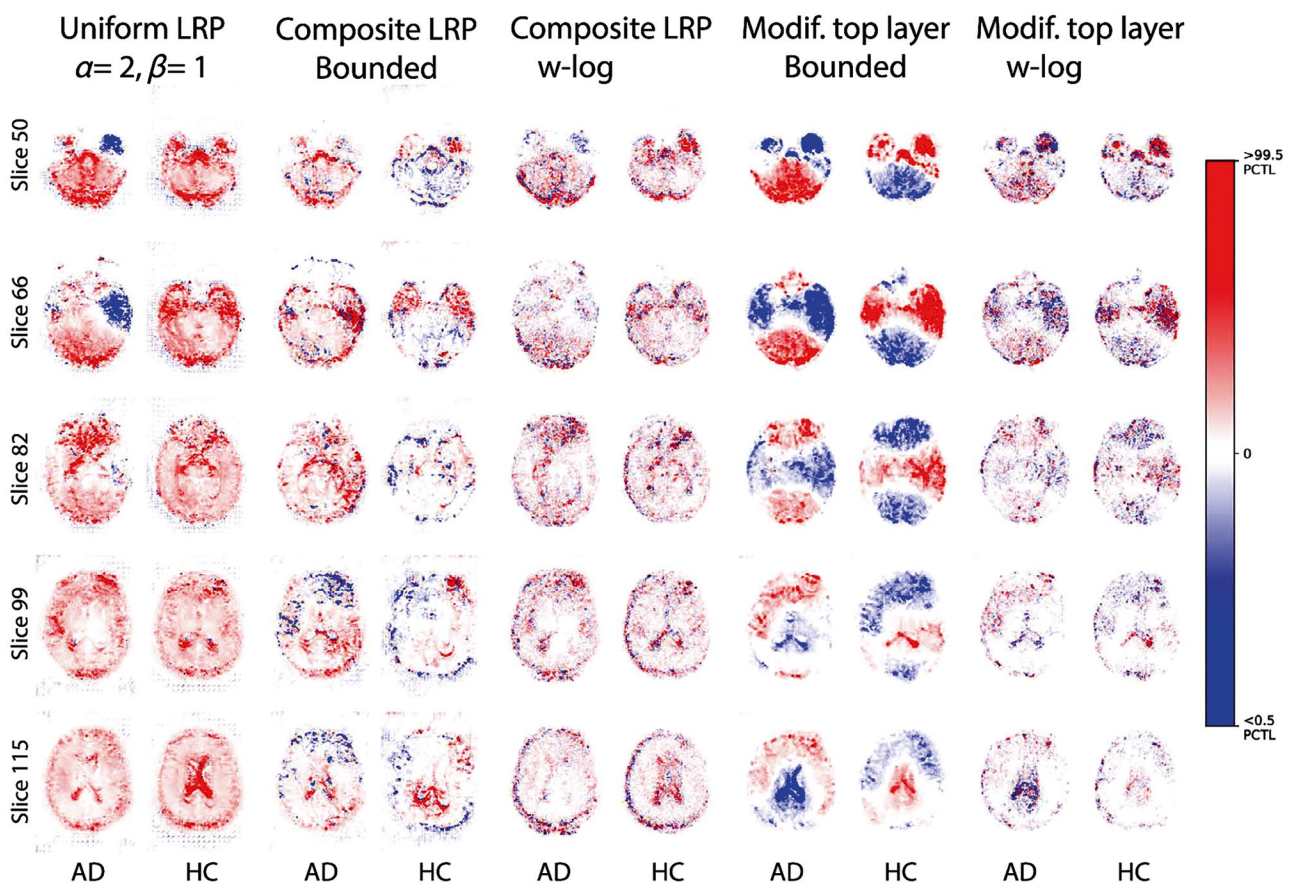 Uniform LRP
α= 2, β= 1
Composite LRP
Bounded
Composite LRP
w-log
Modif. top layer
Bounded
Modif. top layer
w-log
Slice 50
Slice 66
Slice 82
Slice 99
Slice 115
>99.5
PCTL
0
<0.5
PCTL
AD HC AD HC AD HC AD HC AD HC